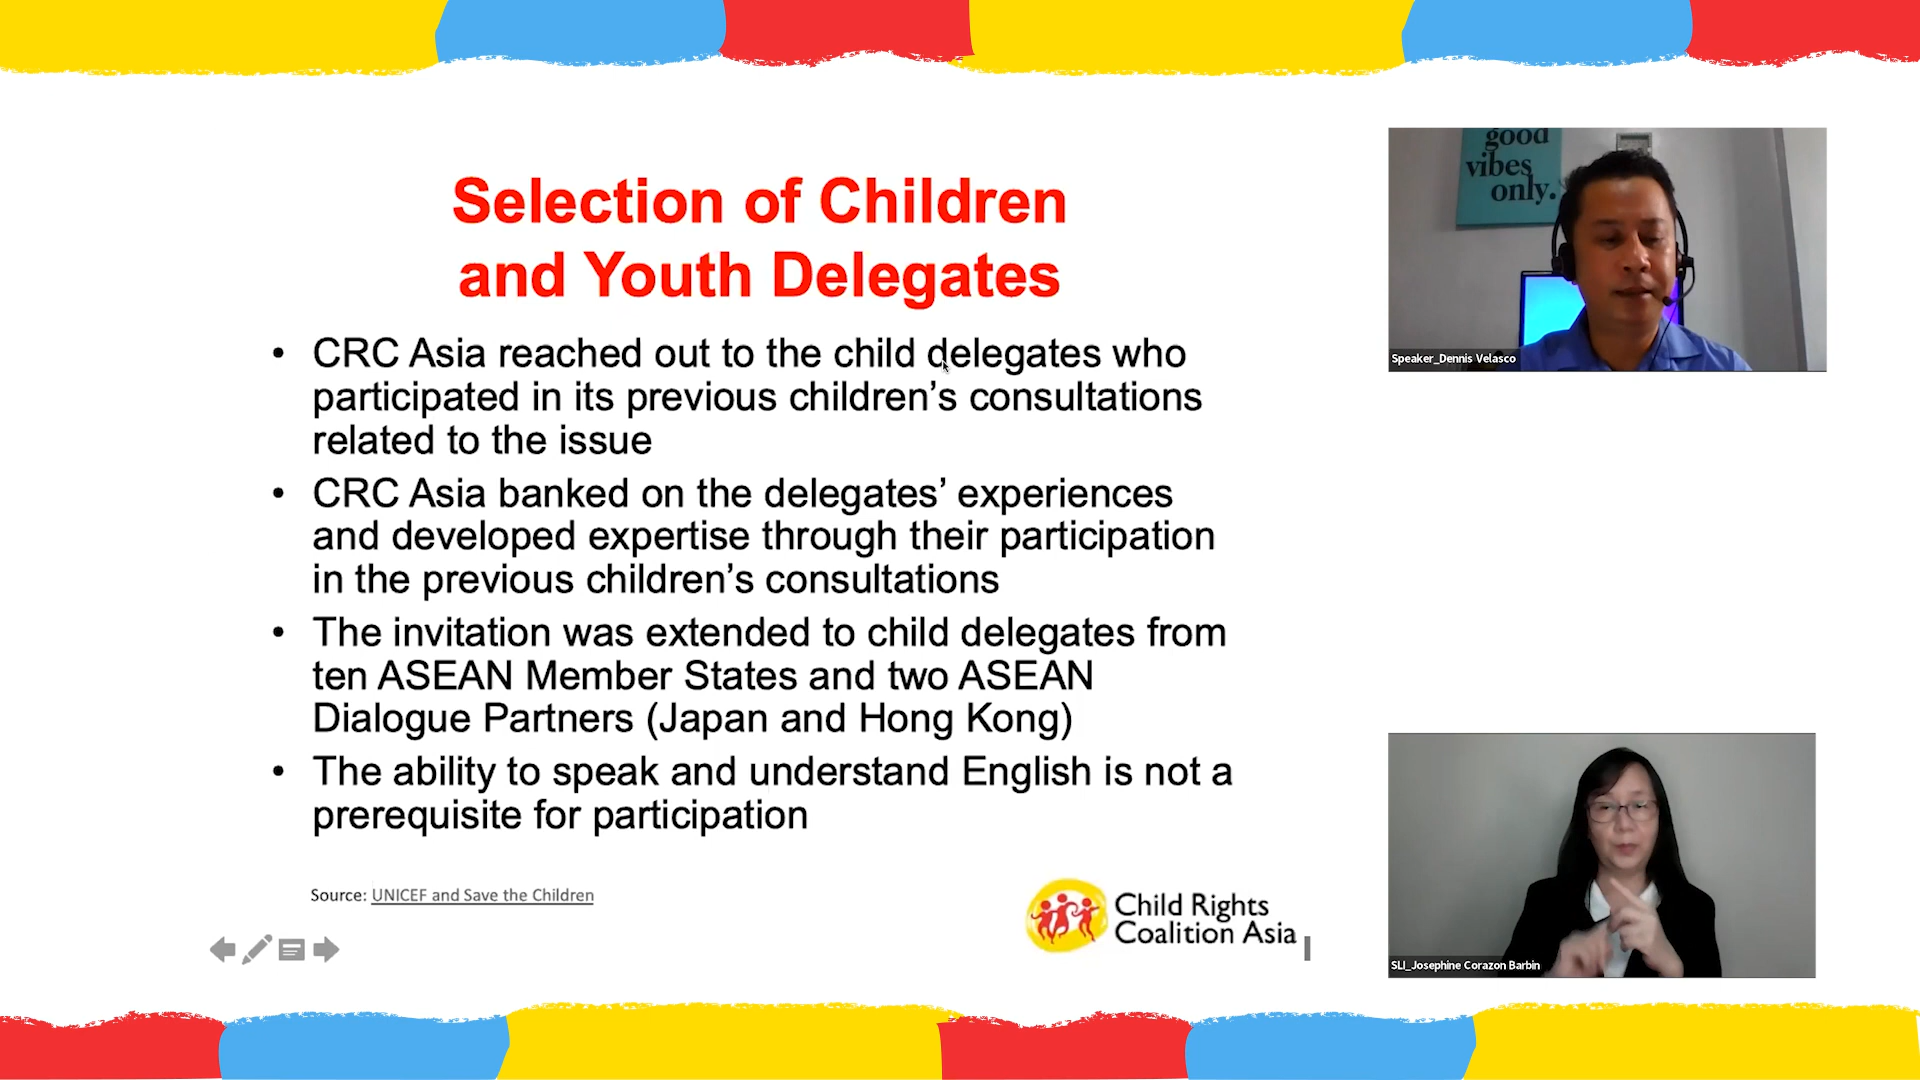 Selection of Children
and Youth Delegates
• CRC Asia reached out to the child delegates who
participated in its previous children’s consultations
related to the issue
• CRC Asia banked on the delegates’ experiences
and developed expertise through their participation
in the previous children’s consultations
• The invitation was extended to child delegates from
ten ASEAN Member States and two ASEAN
Dialogue Partners (Japan and Hong Kong)
• The ability to speak and understand English is not a
prerequisite for participation
Source: UNICEF and Save the Children
Child Rights
Coalition Asia
good
vibes
only.
Speaker_Dennis Velasco
SLI_Josephine Corazon Barbin